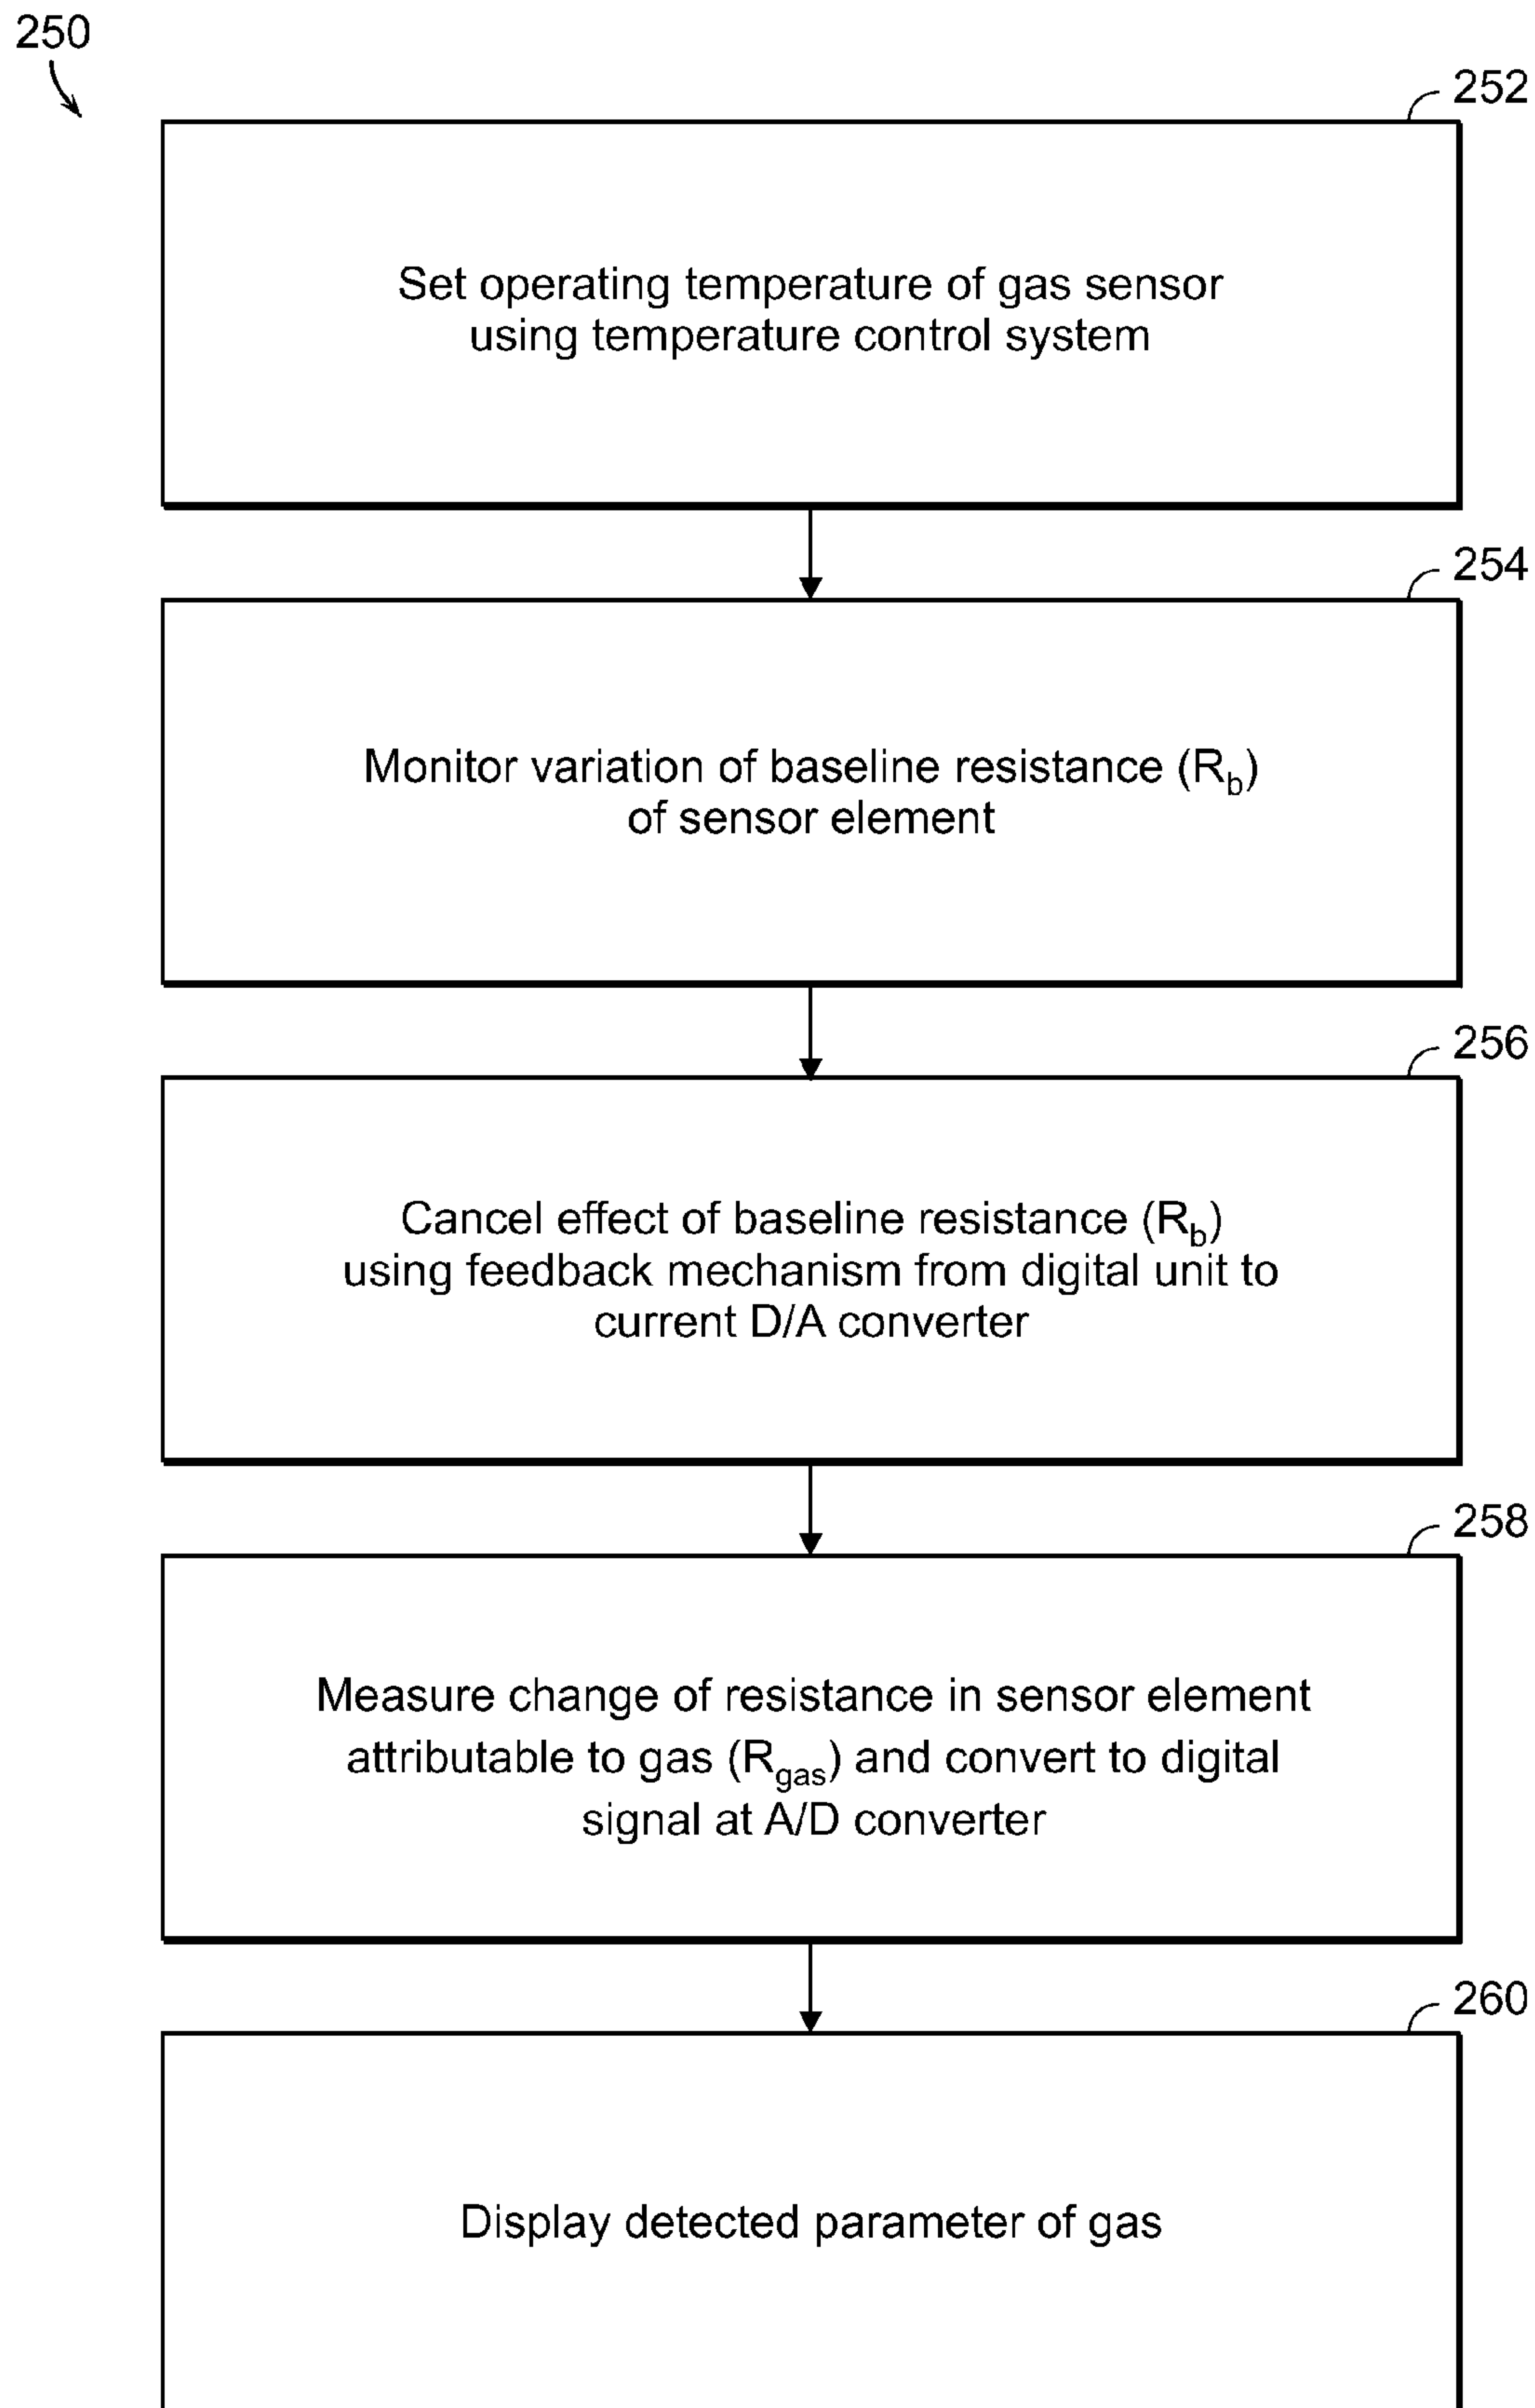 250
252
Set operating temperature of gas sensor
using temperature control system
254
Monitor variation of baseline resistance (Rb)
of sensor element
256
Cancel effect of baseline resistance (Rb)
using feedback mechanism from digital unit to
current D/A converter
258
Measure change of resistance in sensor element
attributable to gas (Rgas) and convert to digital
signal at A/D converter
260
Display detected parameter of gas